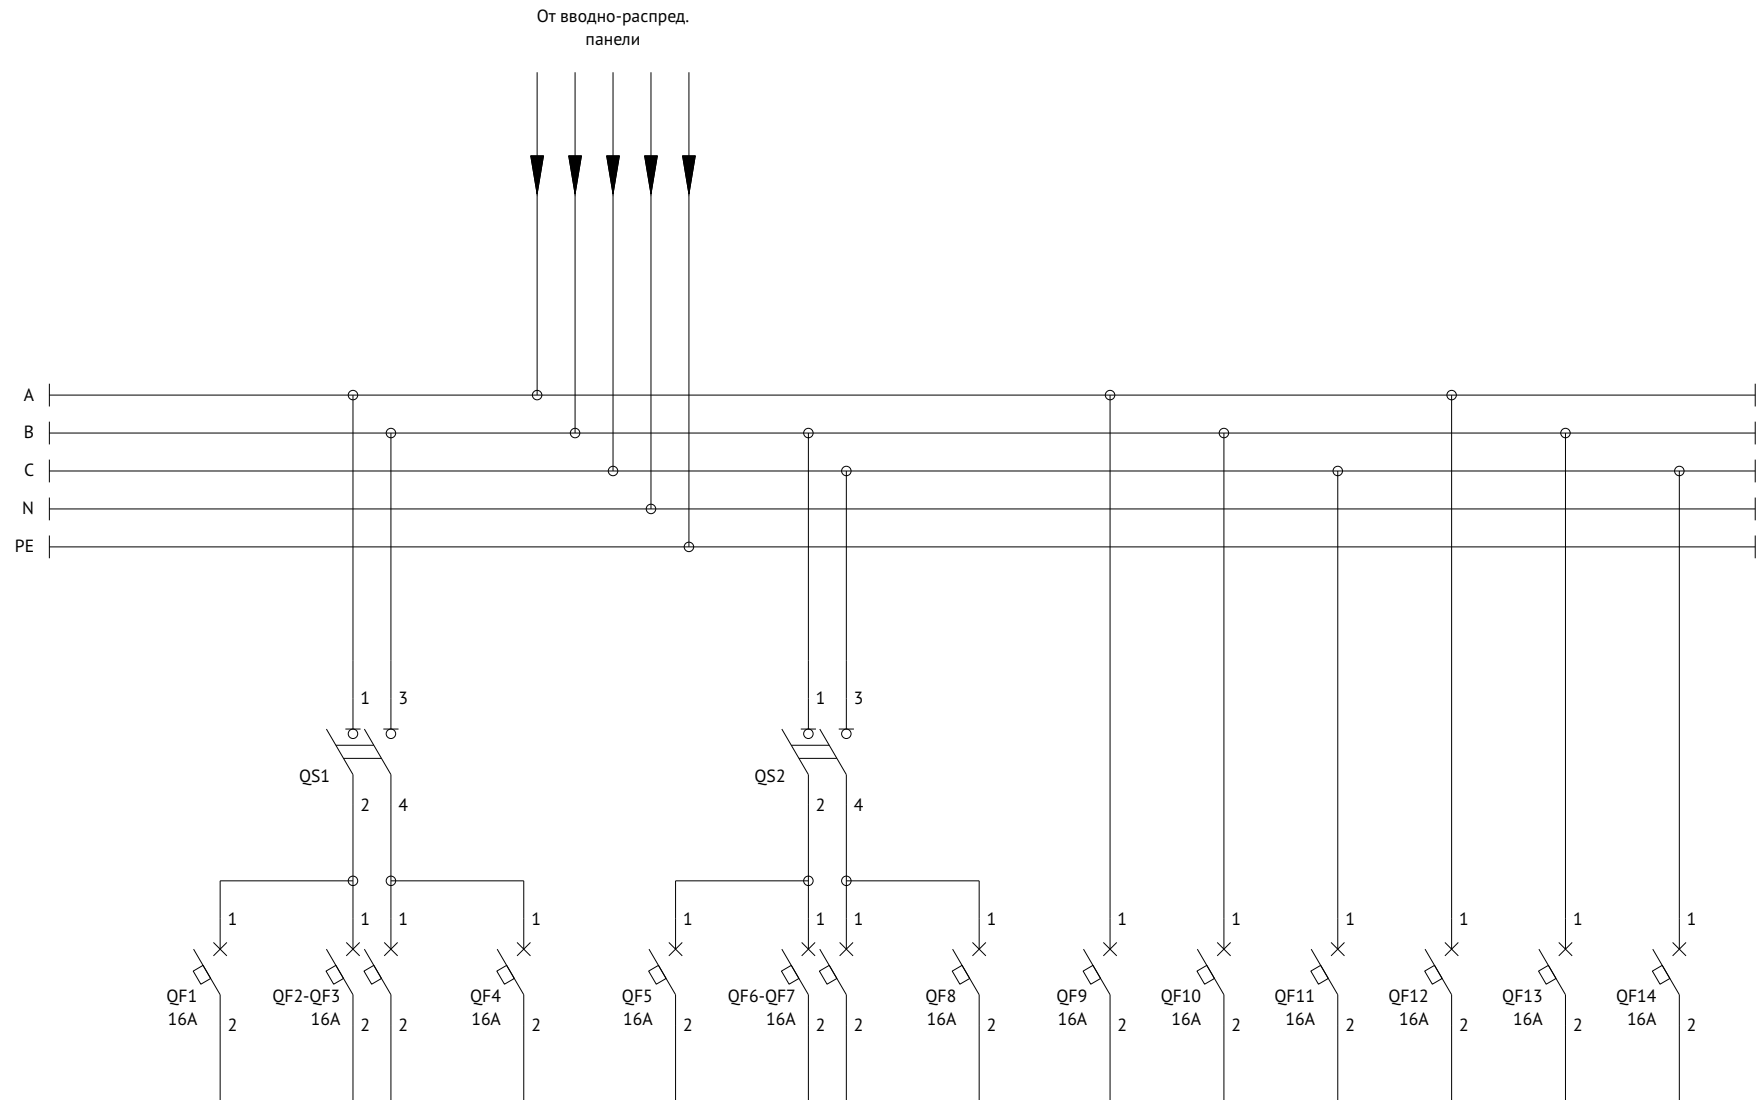 От вводно-распред.
панели
A
B
C
N
PE
1 3 1 3
QS1 QS2
2 4 2 4
1 1 1 1 1 1 1 1 1 1 1 1 1 1
QF1 QF2-QF3 QF4 QF5 QF6-QF7 QF8 QF9 QF10 QF11 QF12 QF13 QF14
16A 16A 16A 16A 16A 16A 16A 16A 16A 16A 16A 16A
2 2 2 2 2 2 2 2 2 2 2 2 2 2